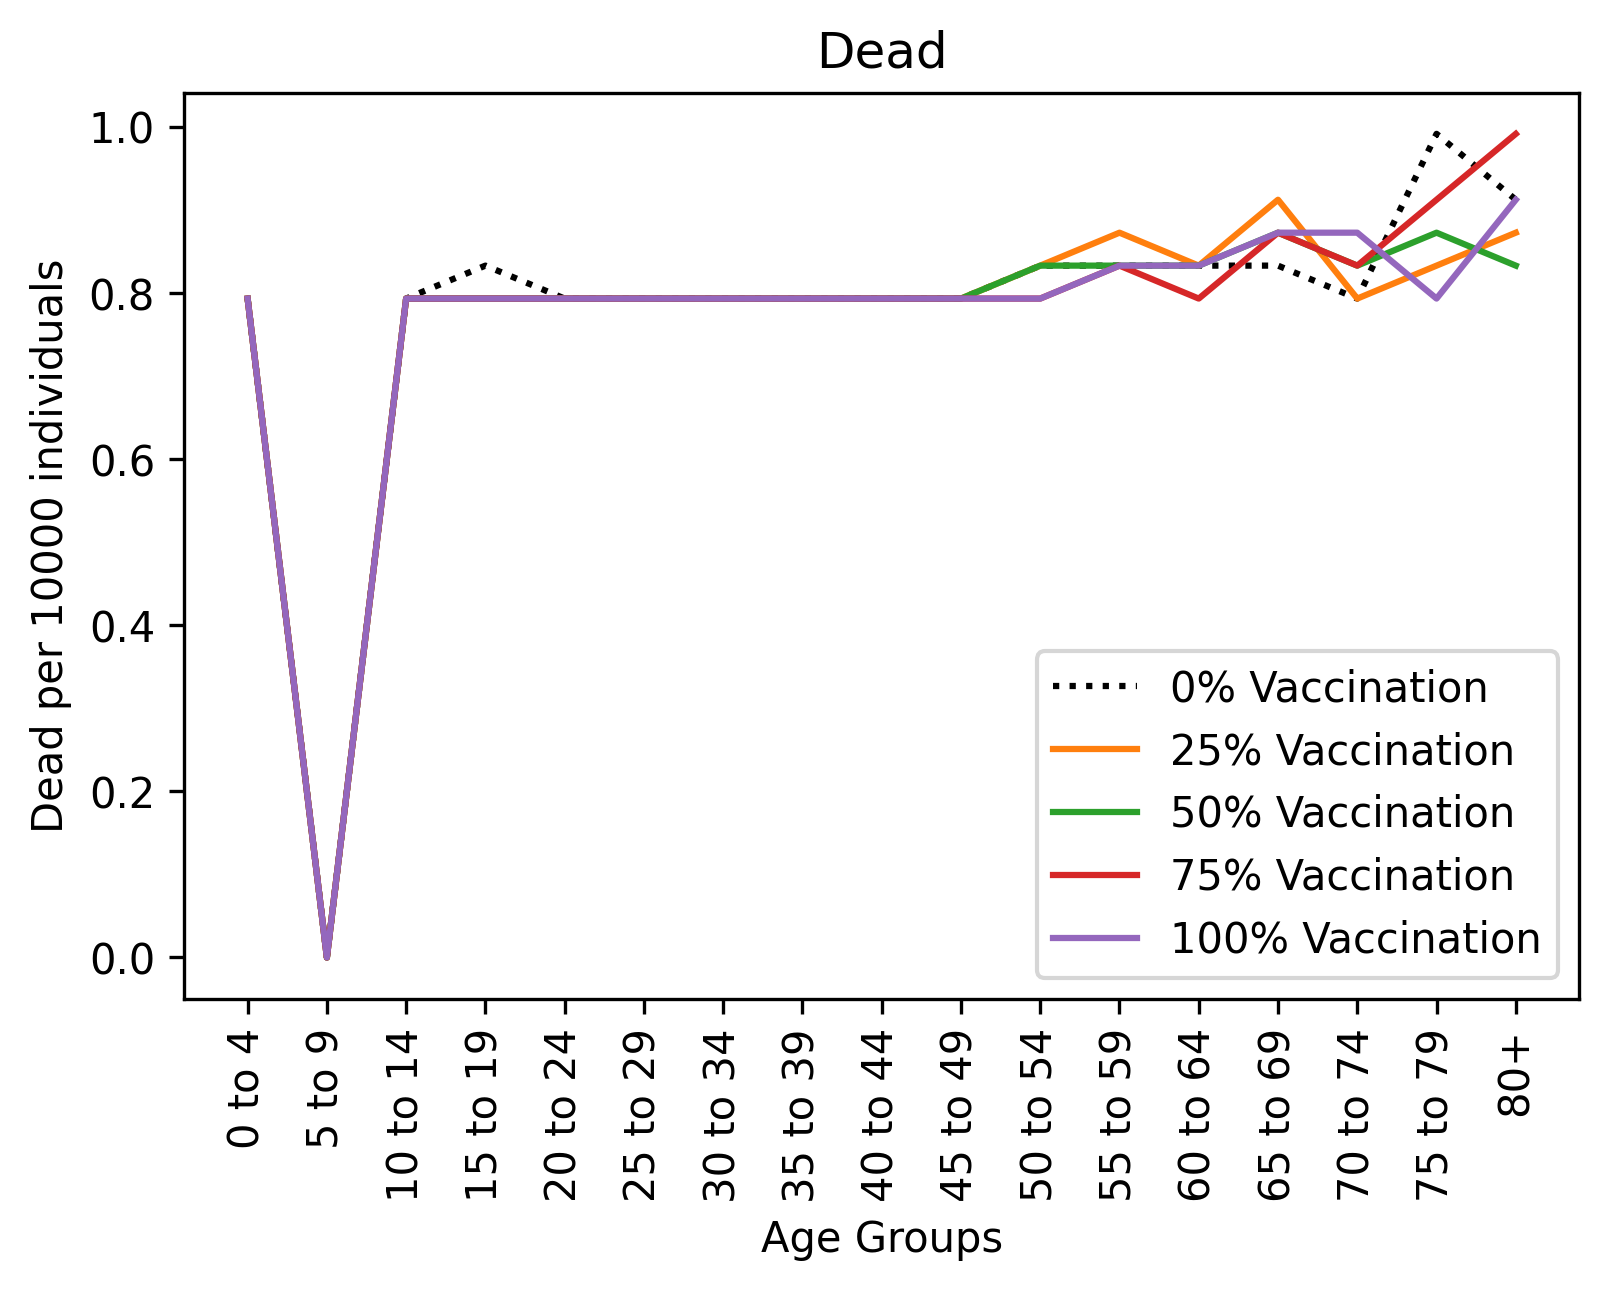 Dead
Dead per 10000 individuals
1.0
0.8
0.6
0.4
0.2
0.0
0% Vaccination
25% Vaccination
50% Vaccination
75% Vaccination
100% Vaccination
0 to 4
5 to 9
10 to 14
15 to 19
20 to 24
25 to 29
30 to 34
35 to 39
40 to 44
45 to 49
50 to 54
55 to 59
60 to 64
65 to 69
70 to 74
75 to 79
80+
Age Groups